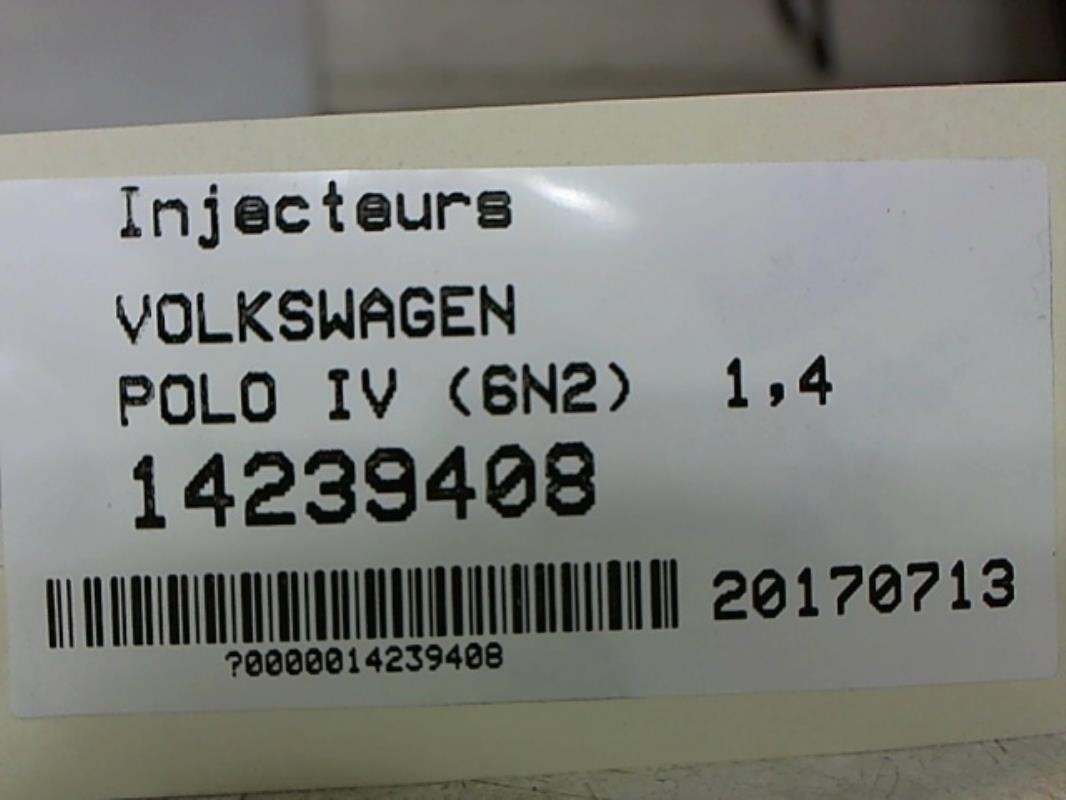 Injecteurs
VOLKSWAGEN
POLO IV (6N2) 1,4
14239408
20170713
?0000014239408